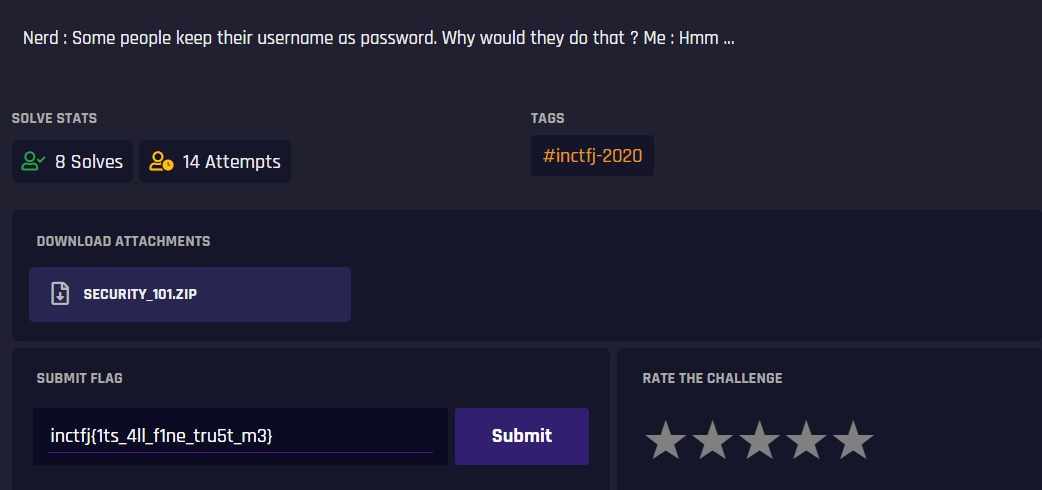 Nerd : Some people keep their username as password. Why would they do that ? Me : Hmm ...
SOLVE STATS
TAGS
8 Solves
14 Attempts
#inctfj-2020
DOWNLOAD ATTACHMENTS
SECURITY_101.ZIP
SUBMIT FLAG
RATE THE CHALLENGE
inctfj{1ts_4ll_f1ne_tru5t_m3}
Submit